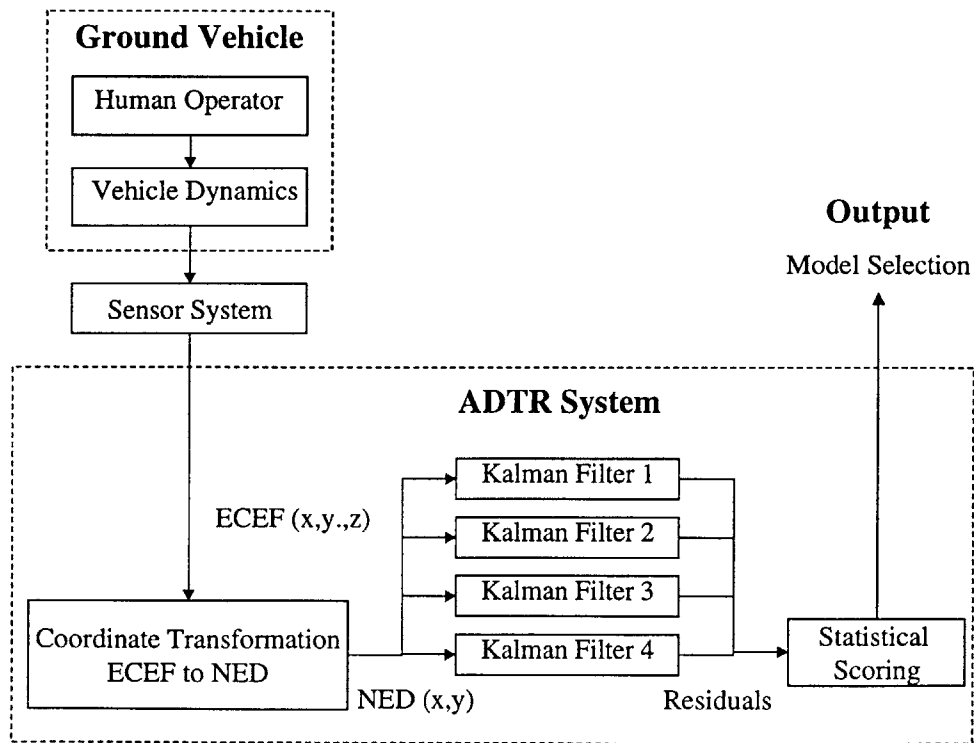 Ground Vehicle
Human Operator
Vehicle Dynamics
Sensor System
Output
Model Selection
ADTR System
ECEF (x,y.,z)
Kalman Filter 1
Kalman Filter 2
Kalman Filter 3
Kalman Filter 4
Coordinate Transformation
ECEF to NED
NED (x,y)
Residuals
Statistical
Scoring